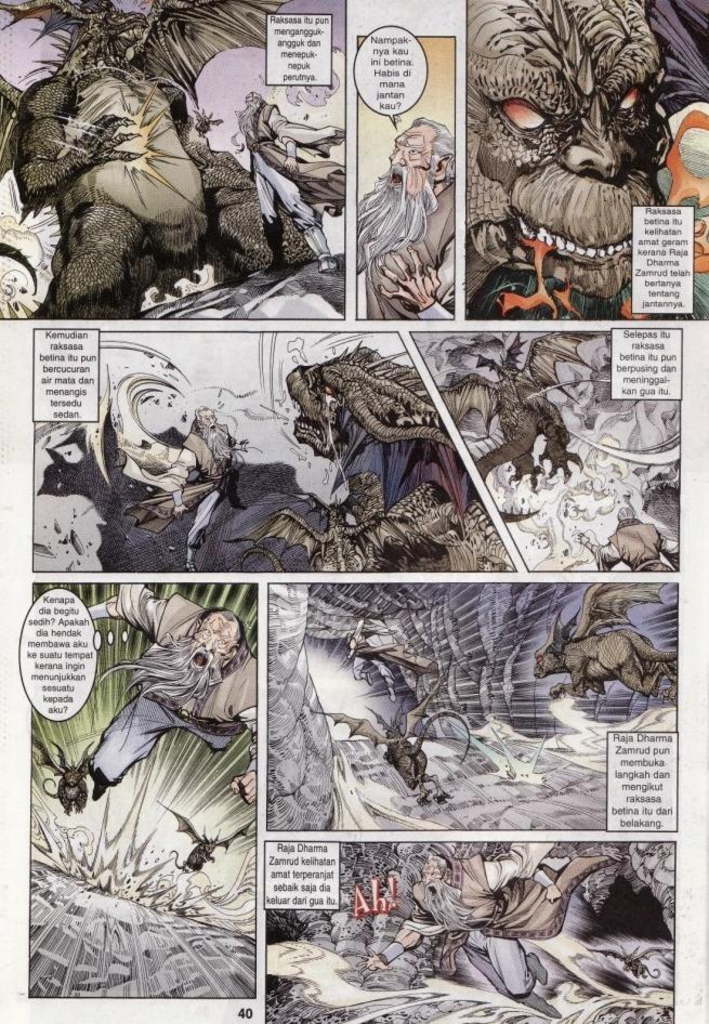 Raksasa itu pun
mengangguk-
angguk dan
menepuk-
nepuk
perutnya.
Nampak-
nya kau
ini betina.
Habis di
mana
jantan
kau?
Raksasa
betina itu
kelihatan
amat geram
kerana Raja
Dharma
Zamrud telah
bertanya
tentang
jantannya.
Kemudian
raksasa
betina itu pun
bercucuran
air mata dan
menangis
tersedu
sedan.
Selepas itu
raksasa
betina itu pun
berpusing dan
meninggal-
kan gua itu.
Kenapa
dia begitu
sedih? Apakah
dia hendak
membawa aku
ke suatu tempat
kerana ingin
menunjukkan
sesuatu
kepada
aku?
Raja Dharma
Zamrud pun
membuka
langkah dan
mengikut
raksasa
betina itu dari
belakang.
Raja Dharma
Zamrud kelihatan
amat terperanjat
sebaik saja dia
keluar dari gua itu.
Ah!
40